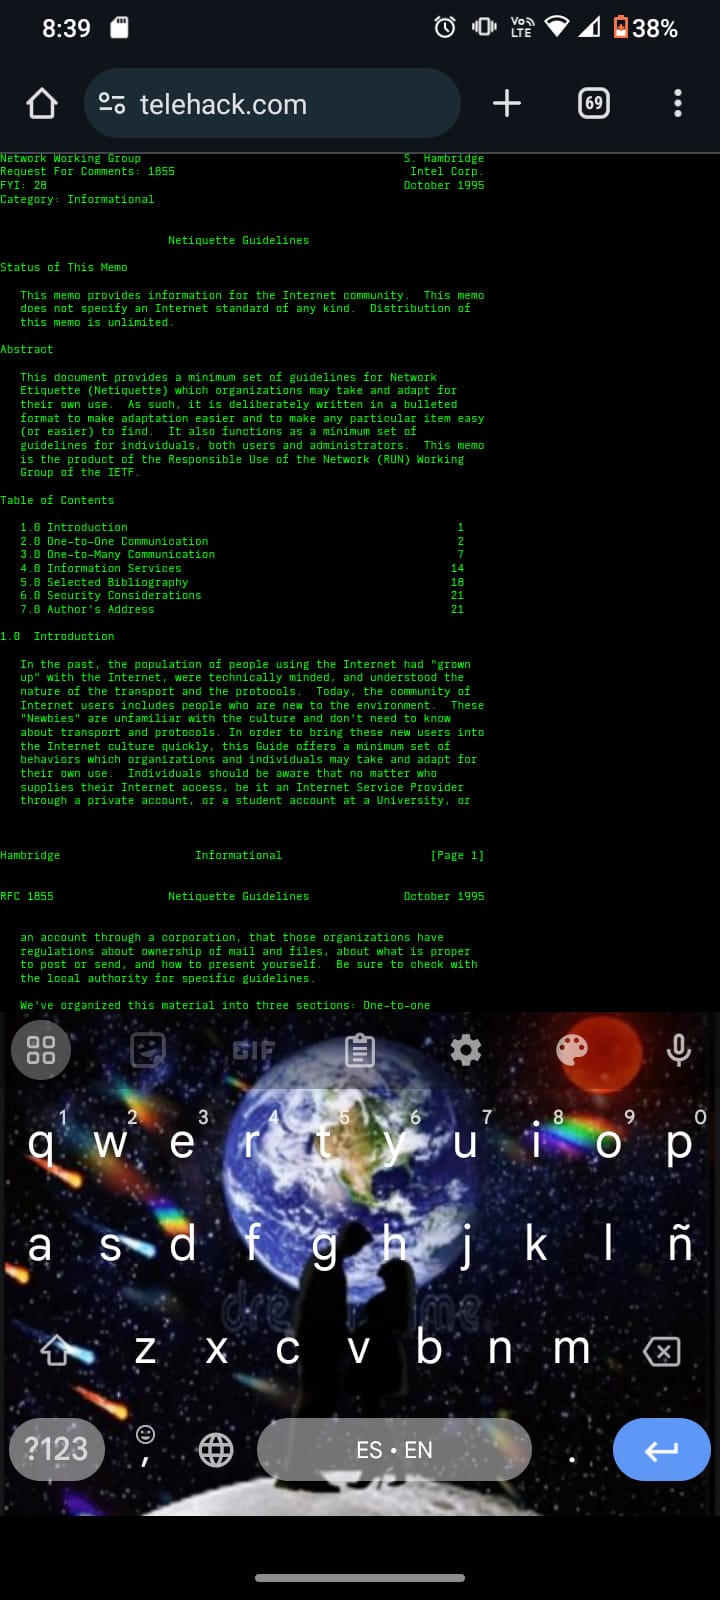 8:39 Vo) LTE 38%
telehack.com 69
Network Working Group                                       S. Hambridge
Request For Comments: 1855                                   Intel Corp.
FYI: 28                                                     October 1995
Category: Informational
Netiquette Guidelines
Status of This Memo
This memo provides information for the Internet community.  This memo
does not specify an Internet standard of any kind.  Distribution of
this memo is unlimited.
Abstract
This document provides a minimum set of guidelines for Network
Etiquette (Netiquette) which organizations may take and adapt for
their own use.  As such, it is deliberately written in a bulleted
format to make adaptation easier and to make any particular item easy
(or easier) to find.  It also functions as a minimum set of
guidelines for individuals, both users and administrators.  This memo
is the product of the Responsible Use of the Network (RUN) Working
Group of the IETF.
Table of Contents
1.0 Introduction                                                 1
2.0 One-to-One Communication                                     2
3.0 One-to-Many Communication                                    7
4.0 Information Services                                        14
5.0 Selected Bibliography                                       18
6.0 Security Considerations                                     21
7.0 Author's Address                                            21
1.0  Introduction
In the past, the population of people using the Internet had "grown
up" with the Internet, were technically minded, and understood the
nature of the transport and the protocols.  Today, the community of
Internet users includes people who are new to the environment.  These
"Newbies" are unfamiliar with the culture and don't need to know
about transport and protocols. In order to bring these new users into
the Internet culture quickly, this Guide offers a minimum set of
behaviors which organizations and individuals may take and adapt for
their own use.  Individuals should be aware that no matter who
supplies their Internet access, be it an Internet Service Provider
through a private account, or a student account at a University, or
Hambridge                    Informational                      [Page 1]
RFC 1855                 Netiquette Guidelines              October 1995
an account through a corporation, that those organizations have
regulations about ownership of mail and files, about what is proper
to post or send, and how to present yourself.  Be sure to check with
the local authority for specific guidelines.
We've organized this material into three sections: One-to-one
GIF
1 2 3 4 5 6 7 8 9 0
q w e r t y u i o p
a s d f g h j k l ñ
z x c v b n m
?123 , ES • EN .